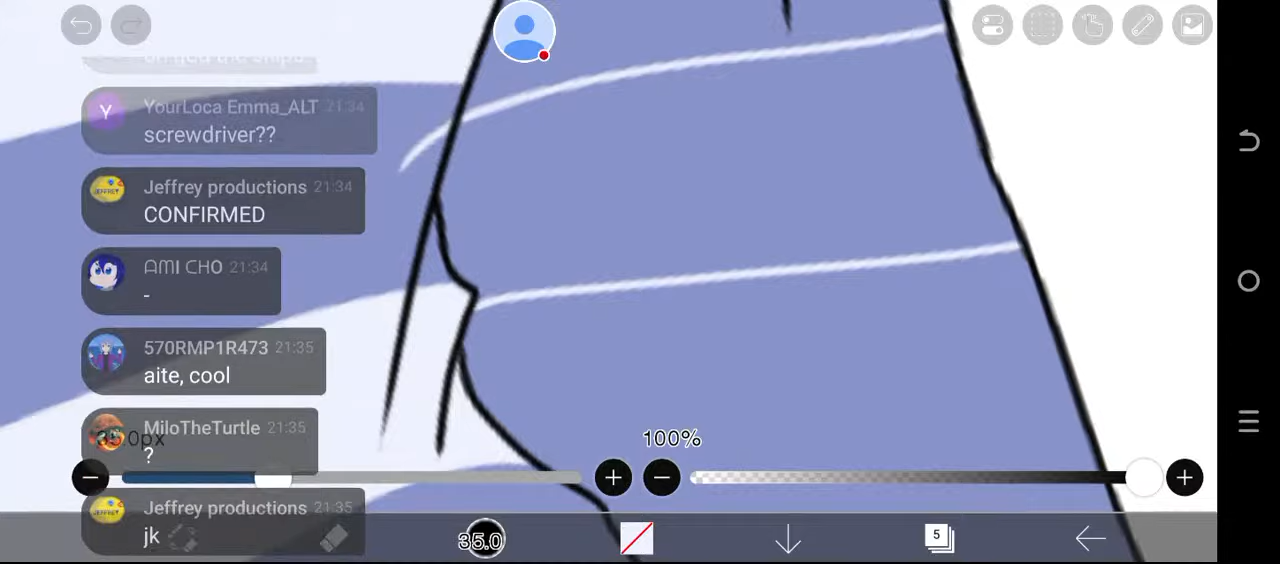 YourLoca Emma_ALT 21:34
screwdriver??
Y
Jeffrey productions 21:34
CONFIRMED
AMI CHO 21:34
-
570RMP1R473 21:35
aite, cool
MiloTheTurtle 21:35
?
35.0px
100%
Jeffrey productions 21:35
jk
35.0
5